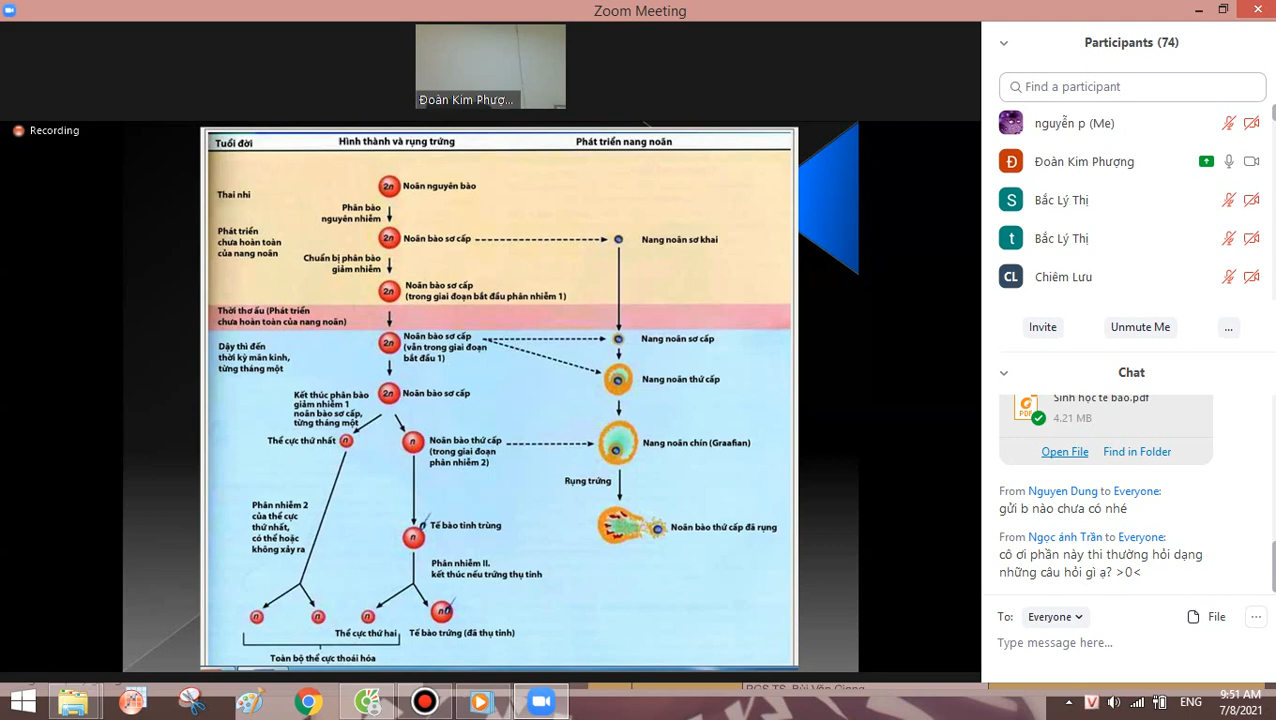 Zoom Meeting
Đoàn Kim Phượ...
Recording
Tuổi đời
Hình thành và rụng trứng
Phát triển nang noãn
Thai nhi
2n
Noãn nguyên bào
Phân bào
nguyên nhiễm
Phát triển
chưa hoàn toàn
của nang noãn
2n
Noãn bào sơ cấp
Nang noãn sơ khai
Chuẩn bị phân bào
giảm nhiễm
2n
Noãn bào sơ cấp
(trong giai đoạn bắt đầu phân nhiễm 1)
Thời thơ ấu (Phát triển
chưa hoàn toàn của nang noãn)
Dậy thì đến
thời kỳ mãn kinh,
từng tháng một
2n
Noãn bào sơ cấp
(vẫn trong giai đoạn
bắt đầu 1)
Nang noãn sơ cấp
Nang noãn thứ cấp
Kết thúc phân bào
giảm nhiễm 1
noãn bào sơ cấp,
từng tháng một
2n
Noãn bào sơ cấp
Thể cực thứ nhất
n
n
Noãn bào thứ cấp
(trong giai đoạn
phân nhiễm 2)
Nang noãn chín (Graafian)
Rụng trứng
Phân nhiễm 2
của thể cực
thứ nhất,
có thể hoặc
không xảy ra
n
Tế bào tinh trùng
n
Noãn bào thứ cấp đã rụng
Phân nhiễm II.
kết thúc nếu trứng thụ tinh
n
n
n
Thể cực thứ hai
Tế bào trứng (đã thụ tinh)
Toàn bộ thể cực thoái hóa
Participants (74)
Find a participant
nguyễn p (Me)
Đ
Đoàn Kim Phượng
S
Bắc Lý Thị
t
Bắc Lý Thị
CL
Chiêm Lưu
Invite
Unmute Me
...
Chat
Sinh học tế bào.pdf
PDF
4.21 MB
Open File
Find in Folder
From Nguyen Dung to Everyone:
gửi b nào chưa có nhé
From Ngọc ánh Trần to Everyone:
cô ơi phần này thi thường hỏi dạng
những câu hỏi gì ạ? >0<
To:
Everyone
File
...
Type message here...
PGS.TS. Bùi Văn Giang
V
ENG
9:51 AM
7/8/2021